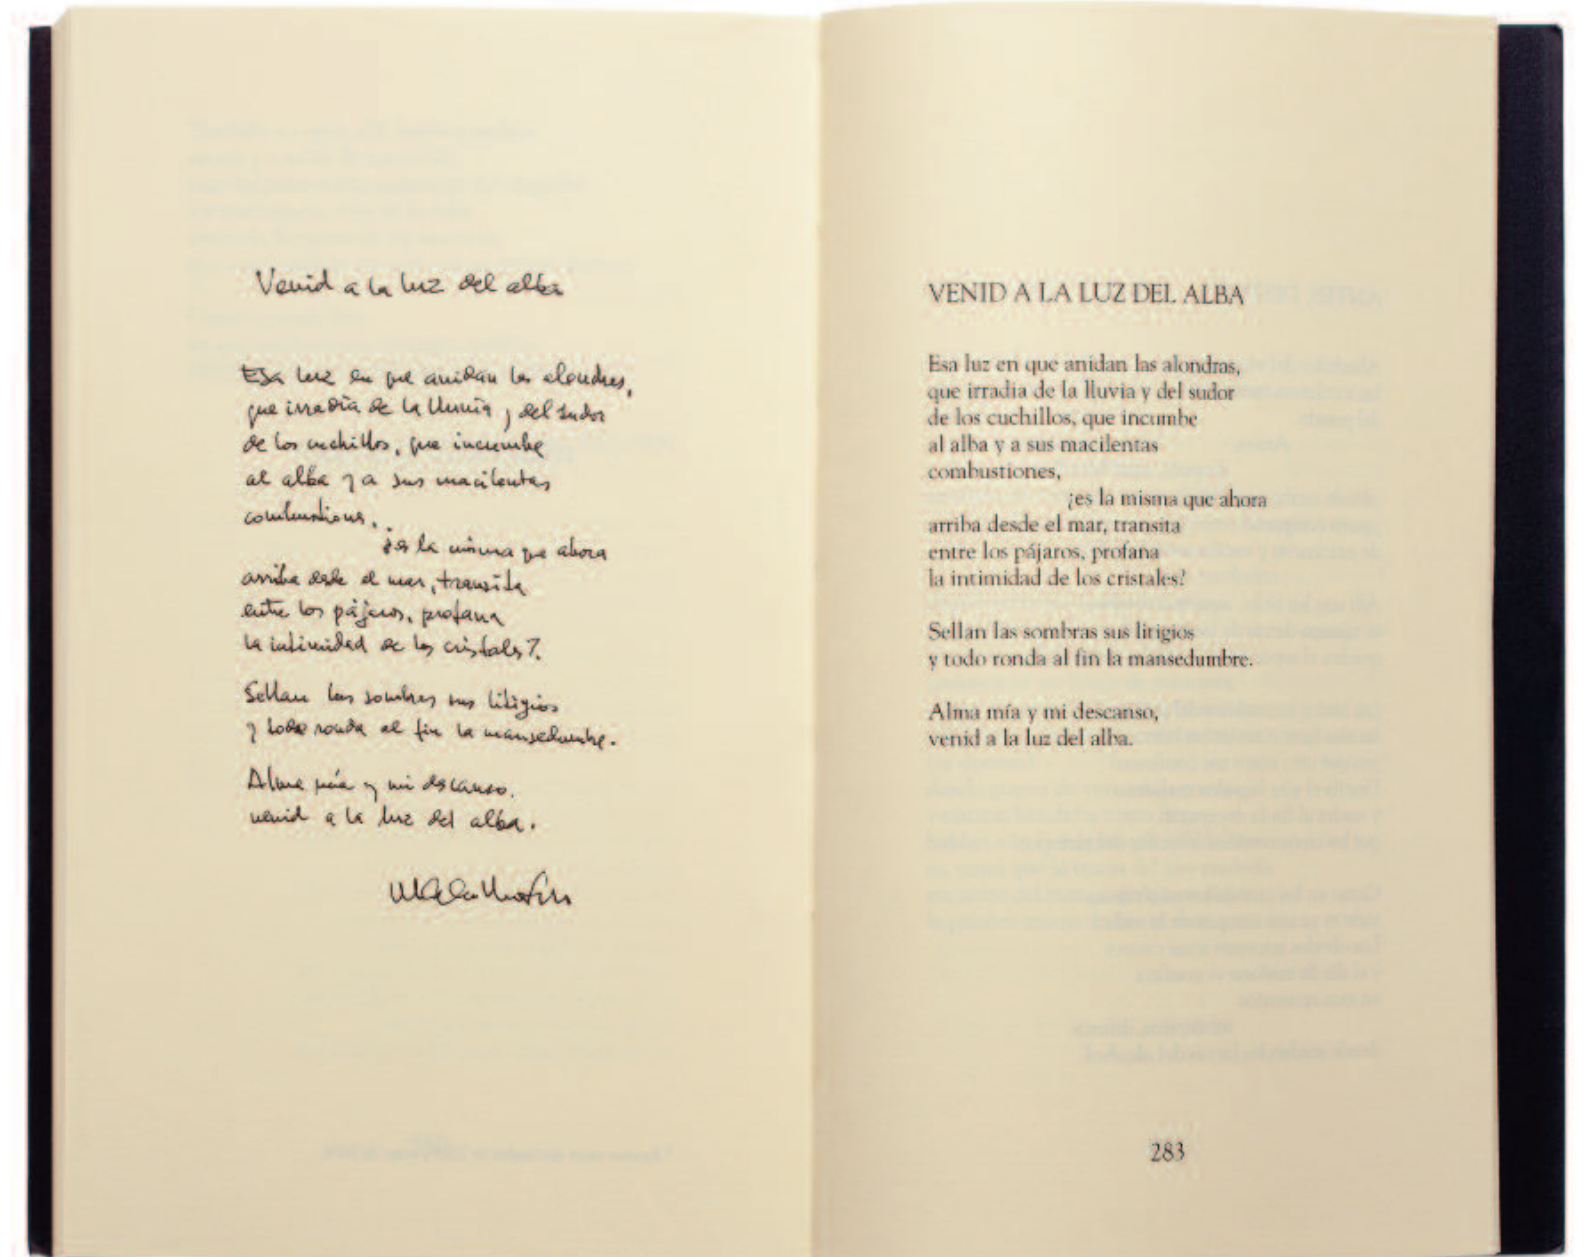 Venid a la luz del alba
Esa luz en que anidan las alondras,
que irradia de la lluvia y del sudor
de los cuchillos, que incumbe
al alba y a sus macilentas
combustiones,
¿es la misma que ahora
arriba desde el mar, transita
entre los pájaros, profana
la intimidad de los cristales?.
Sellan las sombras sus litigios
y todo ronda al fin la mansedumbre.
Alma mía y mi descanso,
venid a la luz del alba.
VENID A LA LUZ DEL ALBA
Esa luz en que anidan las alondras,
que irradia de la lluvia y del sudor
de los cuchillos, que incumbe
al alba y a sus macilentas
combustiones,
¿es la misma que ahora
arriba desde el mar, transita
entre los pájaros, profana
la intimidad de los cristales?
Sellan las sombras sus litigios
y todo ronda al fin la mansedumbre.
Alma mía y mi descanso,
venid a la luz del alba.
283